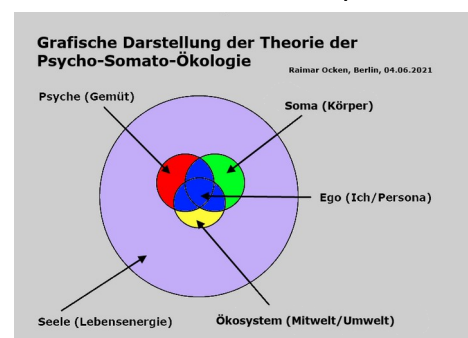 Grafische Darstellung der Theorie der
Psycho-Somato-Ökologie
Raimar Ocken, Berlin, 04.06.2021
Psyche (Gemüt)
Soma (Körper)
Ego (Ich/Persona)
Seele (Lebensenergie)
Ökosystem (Mitwelt/Umwelt)